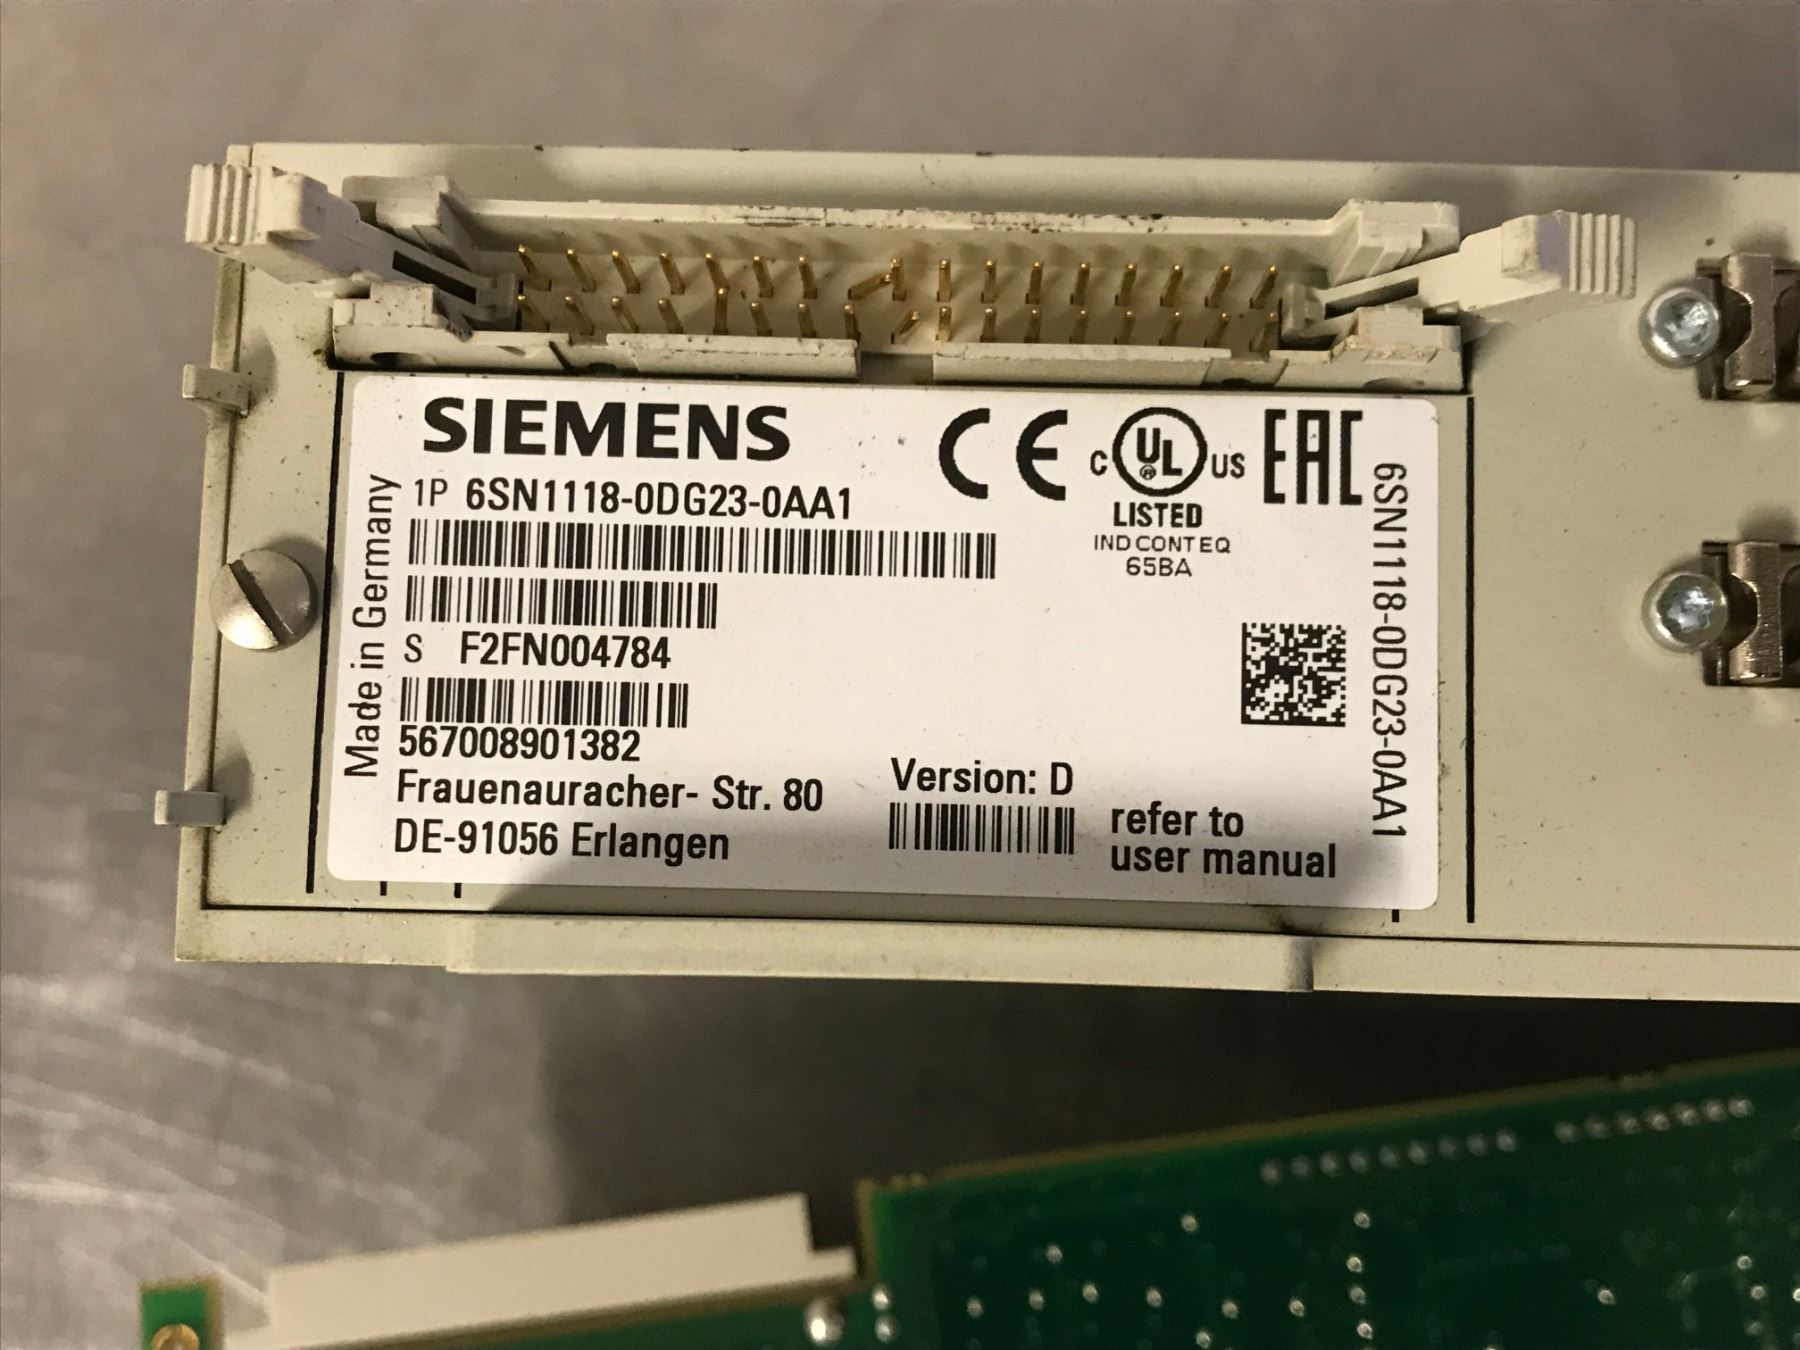 SIEMENS
1P 6SN1118-0DG23-0AA1
Made in Germany
S F2FN004784
567008901382
Frauenauracher- Str. 80
DE-91056 Erlangen
Version: D
refer to
user manual
CE
C UL US
®
LISTED
IND CONT EQ
65BA
EAC
6SN1118-0DG23-0AA1